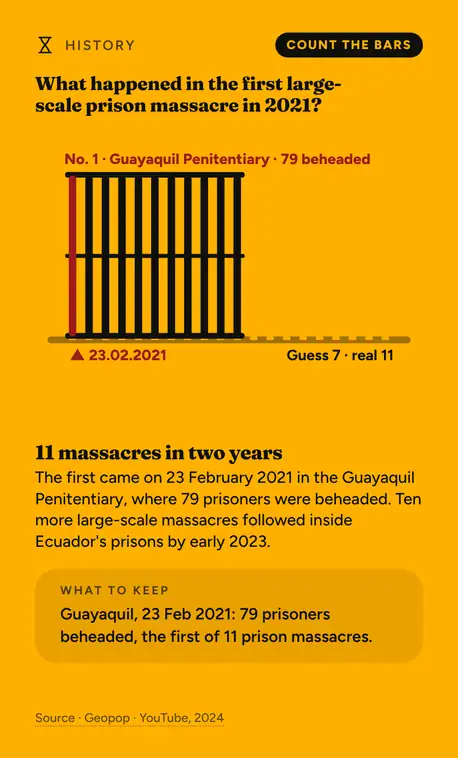 HISTORY
COUNT THE BARS
What happened in the first large-
scale prison massacre in 2021?
No. 1 · Guayaquil Penitentiary · 79 beheaded
▲ 23.02.2021
Guess 7 · real 11
11 massacres in two years
The first came on 23 February 2021 in the Guayaquil
Penitentiary, where 79 prisoners were beheaded. Ten
more large-scale massacres followed inside
Ecuador's prisons by early 2023.
WHAT TO KEEP
Guayaquil, 23 Feb 2021: 79 prisoners
beheaded, the first of 11 prison massacres.
Source · Geopop · YouTube, 2024